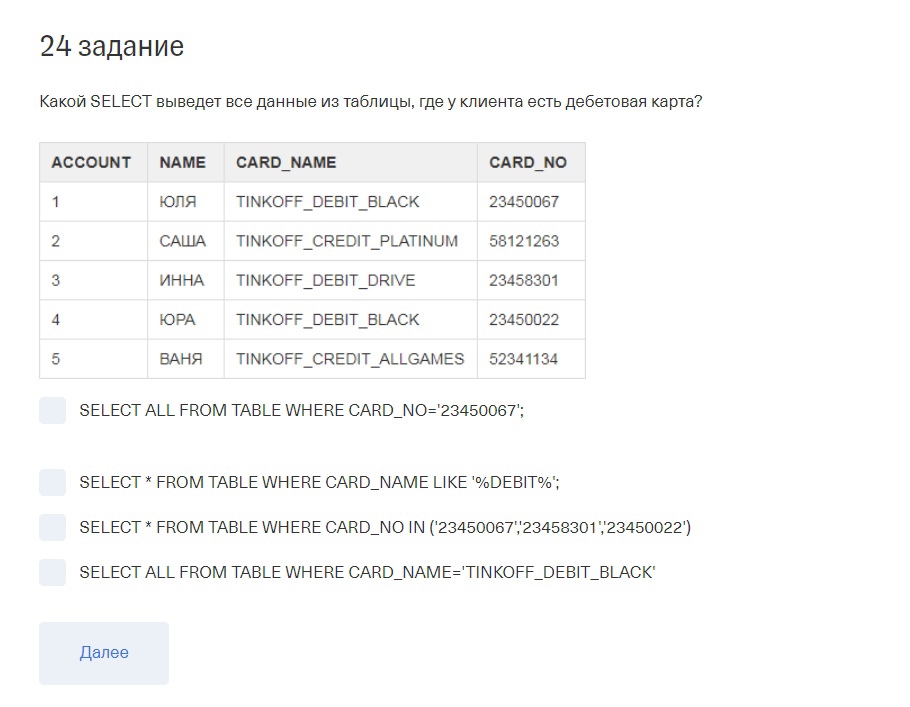 24 задание
Какой SELECT выведет все данные из таблицы, где у клиента есть дебетовая карта?
ACCOUNT NAME CARD_NAME CARD_NO
1 ЮЛЯ TINKOFF_DEBIT_BLACK 23450067
2 САША TINKOFF_CREDIT_PLATINUM 58121263
3 ИННА TINKOFF_DEBIT_DRIVE 23458301
4 ЮРА TINKOFF_DEBIT_BLACK 23450022
5 ВАНЯ TINKOFF_CREDIT_ALLGAMES 52341134
SELECT ALL FROM TABLE WHERE CARD_NO='23450067';
SELECT * FROM TABLE WHERE CARD_NAME LIKE '%DEBIT%';
SELECT * FROM TABLE WHERE CARD_NO IN ('23450067','23458301','23450022')
SELECT ALL FROM TABLE WHERE CARD_NAME='TINKOFF_DEBIT_BLACK'
Далее